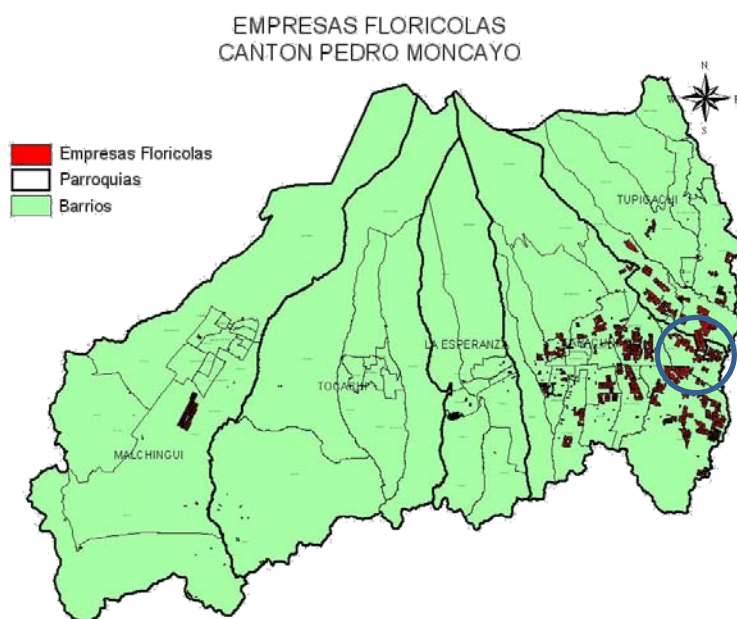 EMPRESAS FLORICOLAS
CANTON PEDRO MONCAYO
N
W
E
S
Empresas Floricolas
Parroquias
Barrios
TUPIGACHI
LA ESPERANZA
TOCACHI
MALCHINGUI